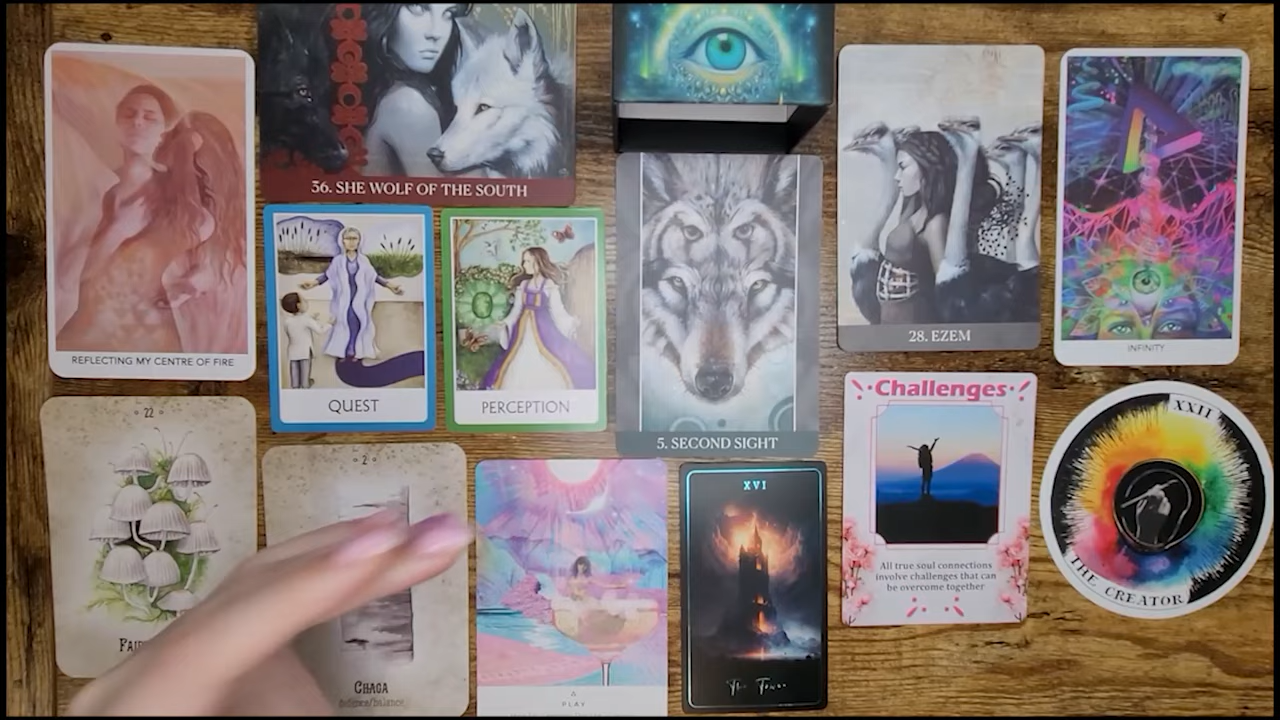 36. SHE WOLF OF THE SOUTH
REFLECTING MY CENTRE OF FIRE
QUEST
PERCEPTION
5. SECOND SIGHT
28. EZEM
INFINITY
22
2
CHAGA
PLAY
XVI
The Tower
Challenges
All true soul connections
involve challenges that can
be overcome together
XXII
THE CREATOR